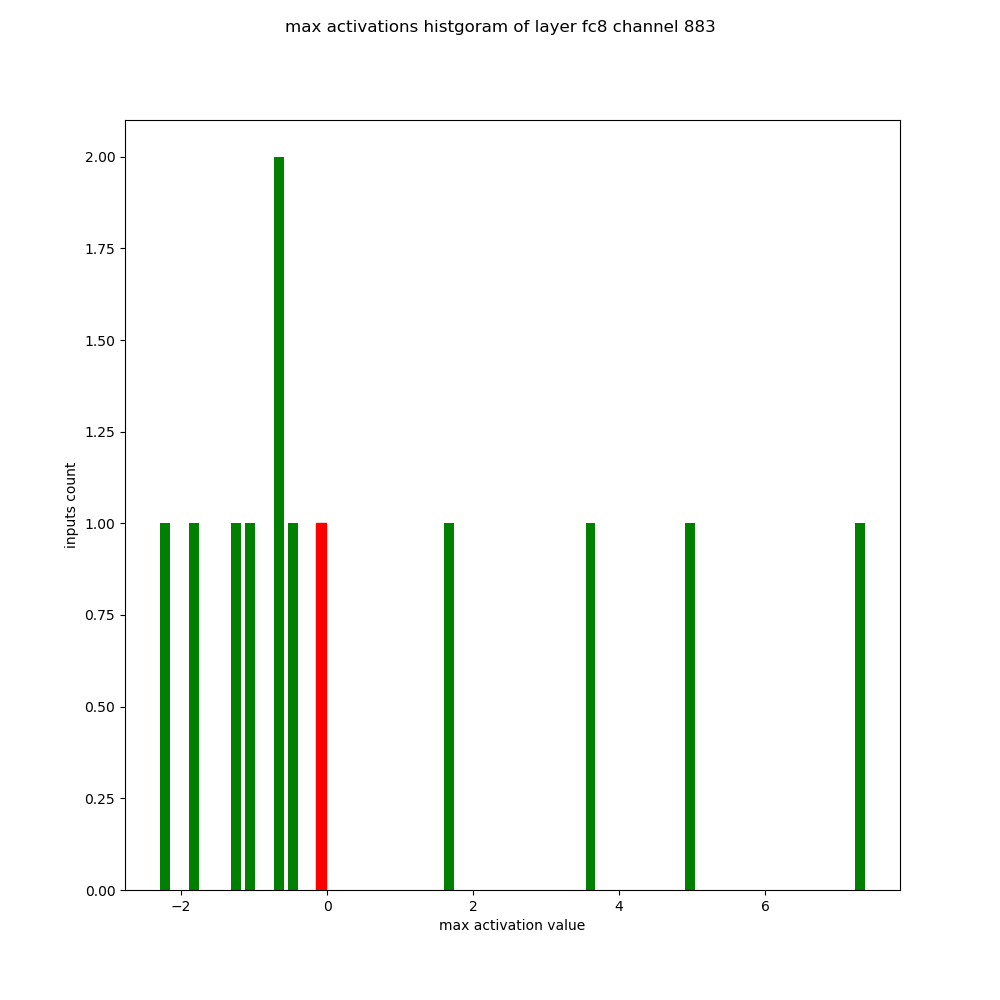 max activations histgoram of layer fc8 channel 883
2.00
1.75
1.50
1.25
1.00
0.75
0.50
0.25
0.00
inputs count
−2 0 2 4 6
max activation value